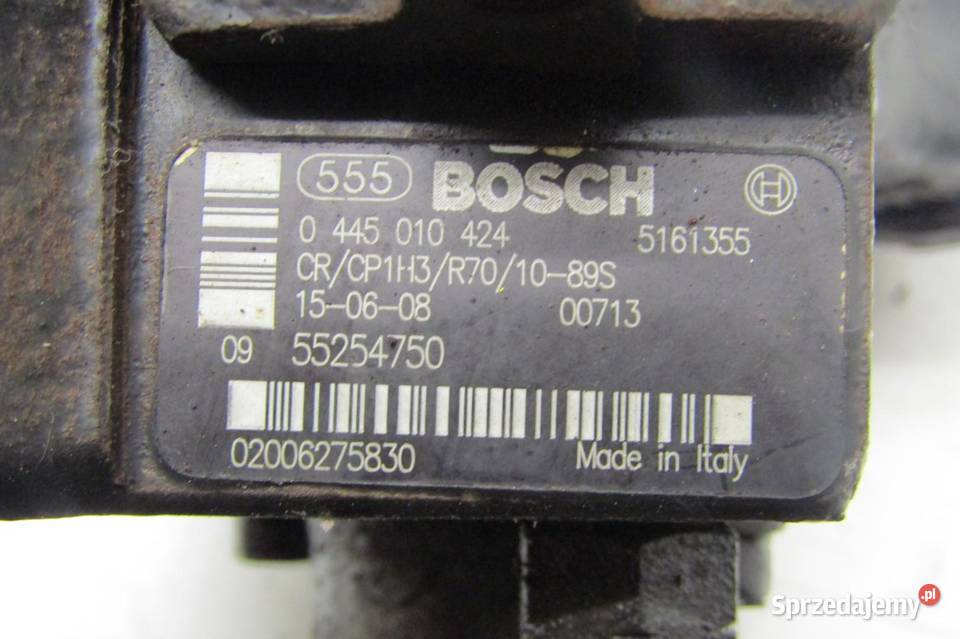 555 BOSCH
0 445 010 424 5161355
CR/CP1H3/R70/10-89S
15-06-08 00713
09 55254750
02006275830 Made in Italy
Sprzedajemy.pl